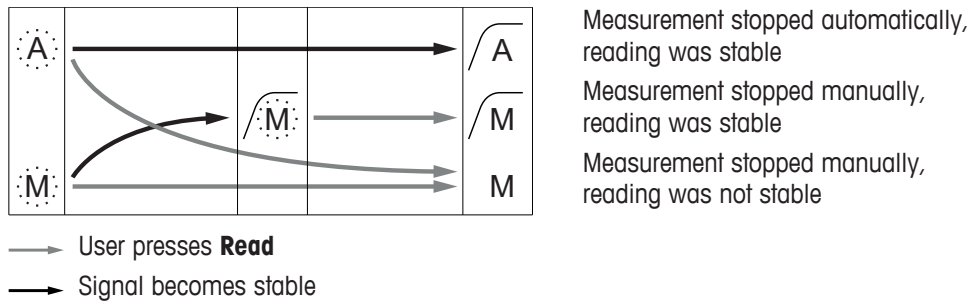 A
A
Measurement stopped automatically,
reading was stable
M
M
Measurement stopped manually,
reading was stable
M
M
Measurement stopped manually,
reading was not stable
User presses Read
Signal becomes stable